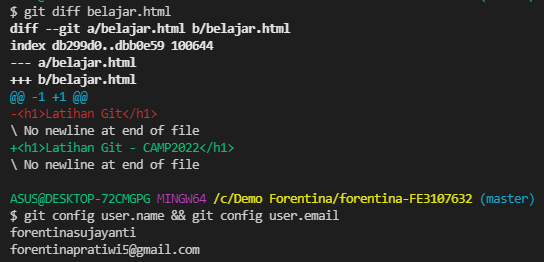 $ git diff belajar.html
diff --git a/belajar.html b/belajar.html
index db299d0..dbb0e59 100644
--- a/belajar.html
+++ b/belajar.html
@@ -1 +1 @@
-<h1>Latihan Git</h1>
\ No newline at end of file
+<h1>Latihan Git - CAMP2022</h1>
\ No newline at end of file
ASUS@DESKTOP-72CMGPG MINGW64 /c/Demo Forentina/forentina-FE3107632 (master)
$ git config user.name && git config user.email
forentinasujayanti
forentinapratiwi5@gmail.com